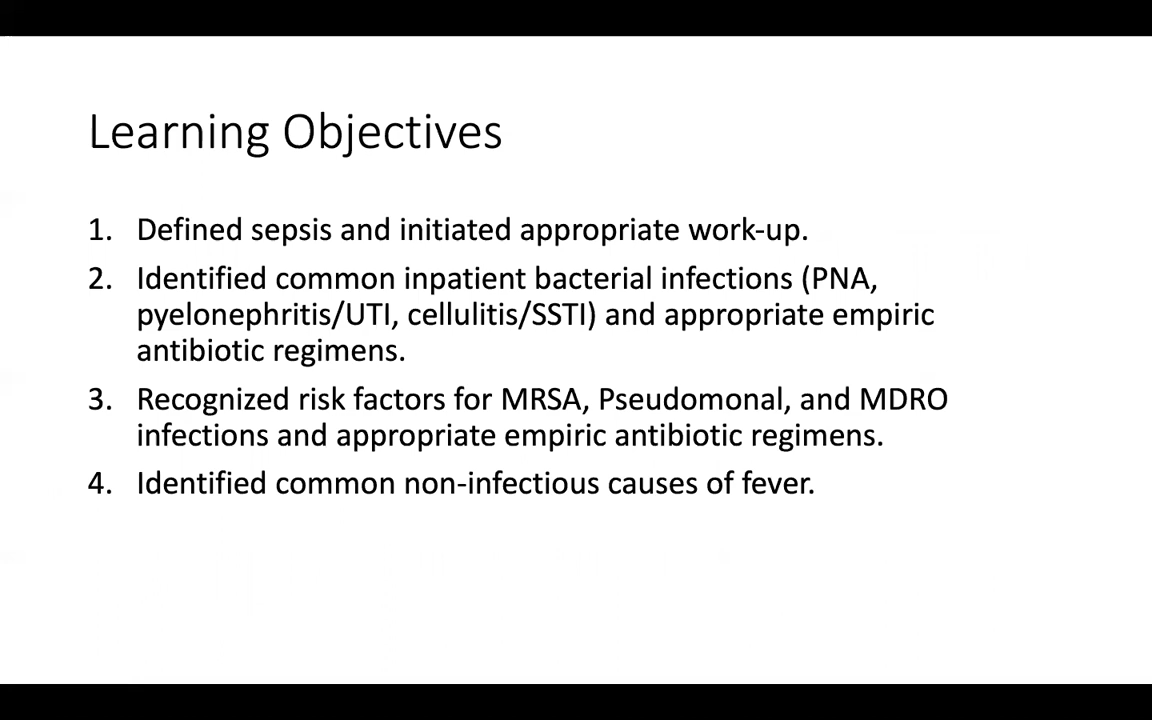 Learning Objectives
1. Defined sepsis and initiated appropriate work-up.
2. Identified common inpatient bacterial infections (PNA,
pyelonephritis/UTI, cellulitis/SSTI) and appropriate empiric
antibiotic regimens.
3. Recognized risk factors for MRSA, Pseudomonal, and MDRO
infections and appropriate empiric antibiotic regimens.
4. Identified common non-infectious causes of fever.